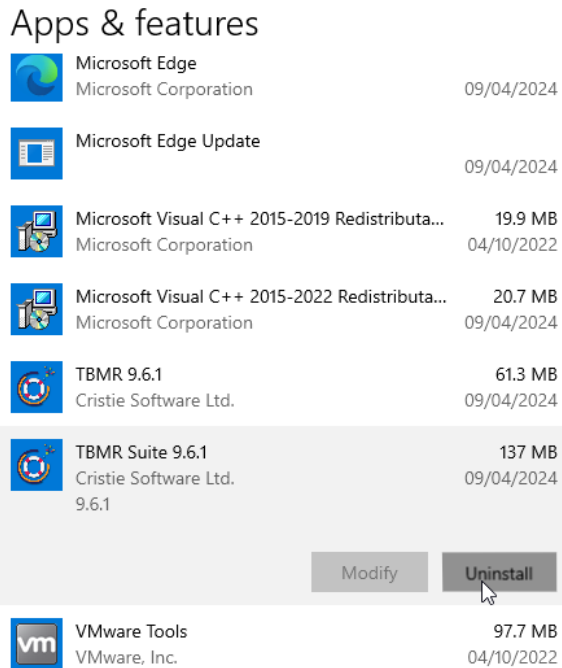 Apps & features
Microsoft Edge
Microsoft Corporation 09/04/2024
Microsoft Edge Update
09/04/2024
Microsoft Visual C++ 2015-2019 Redistributa... 19.9 MB
Microsoft Corporation 04/10/2022
Microsoft Visual C++ 2015-2022 Redistributa... 20.7 MB
Microsoft Corporation 09/04/2024
TBMR 9.6.1 61.3 MB
Cristie Software Ltd. 09/04/2024
TBMR Suite 9.6.1 137 MB
Cristie Software Ltd. 09/04/2024
9.6.1
Modify Uninstall
vm VMware Tools 97.7 MB
VMware, Inc. 04/10/2022